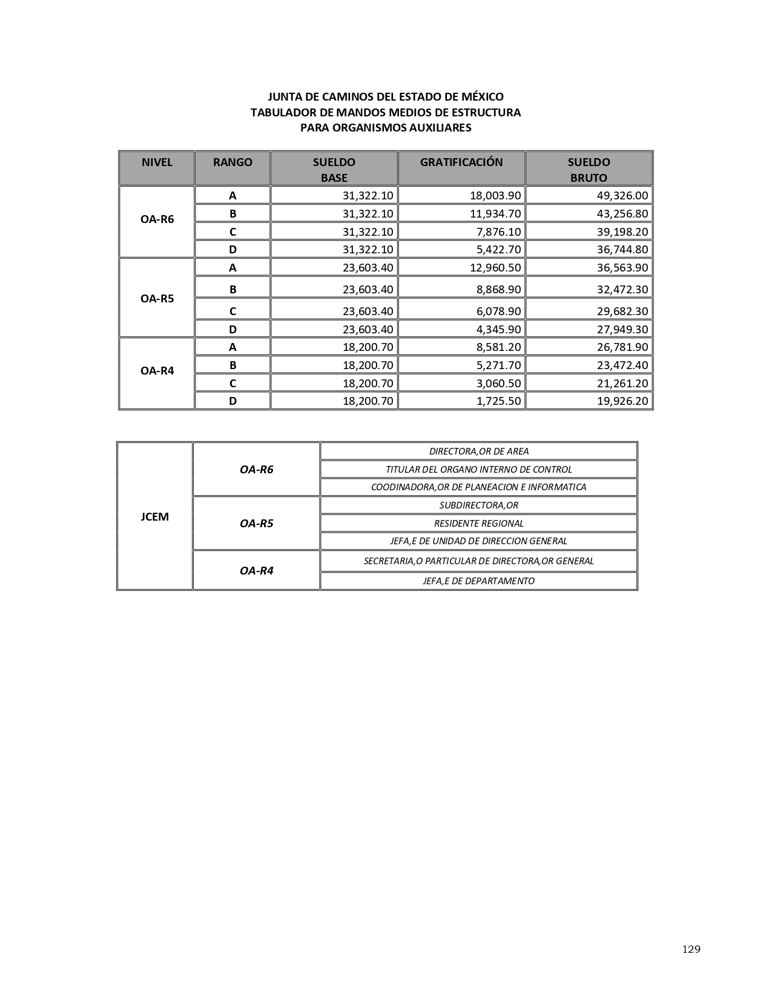 JUNTA DE CAMINOS DEL ESTADO DE MÉXICO
TABULADOR DE MANDOS MEDIOS DE ESTRUCTURA
PARA ORGANISMOS AUXILIARES
NIVEL RANGO SUELDO BASE GRATIFICACIÓN SUELDO BRUTO
OA-R6
A 31,322.10 18,003.90 49,326.00
B 31,322.10 11,934.70 43,256.80
C 31,322.10 7,876.10 39,198.20
D 31,322.10 5,422.70 36,744.80
OA-R5
A 23,603.40 12,960.50 36,563.90
B 23,603.40 8,868.90 32,472.30
C 23,603.40 6,078.90 29,682.30
D 23,603.40 4,345.90 27,949.30
OA-R4
A 18,200.70 8,581.20 26,781.90
B 18,200.70 5,271.70 23,472.40
C 18,200.70 3,060.50 21,261.20
D 18,200.70 1,725.50 19,926.20
JCEM
OA-R6
DIRECTORA,OR DE AREA
TITULAR DEL ORGANO INTERNO DE CONTROL
COODINADORA,OR DE PLANEACION E INFORMATICA
OA-R5
SUBDIRECTORA,OR
RESIDENTE REGIONAL
JEFA,E DE UNIDAD DE DIRECCION GENERAL
OA-R4
SECRETARIA,O PARTICULAR DE DIRECTORA,OR GENERAL
JEFA,E DE DEPARTAMENTO
129